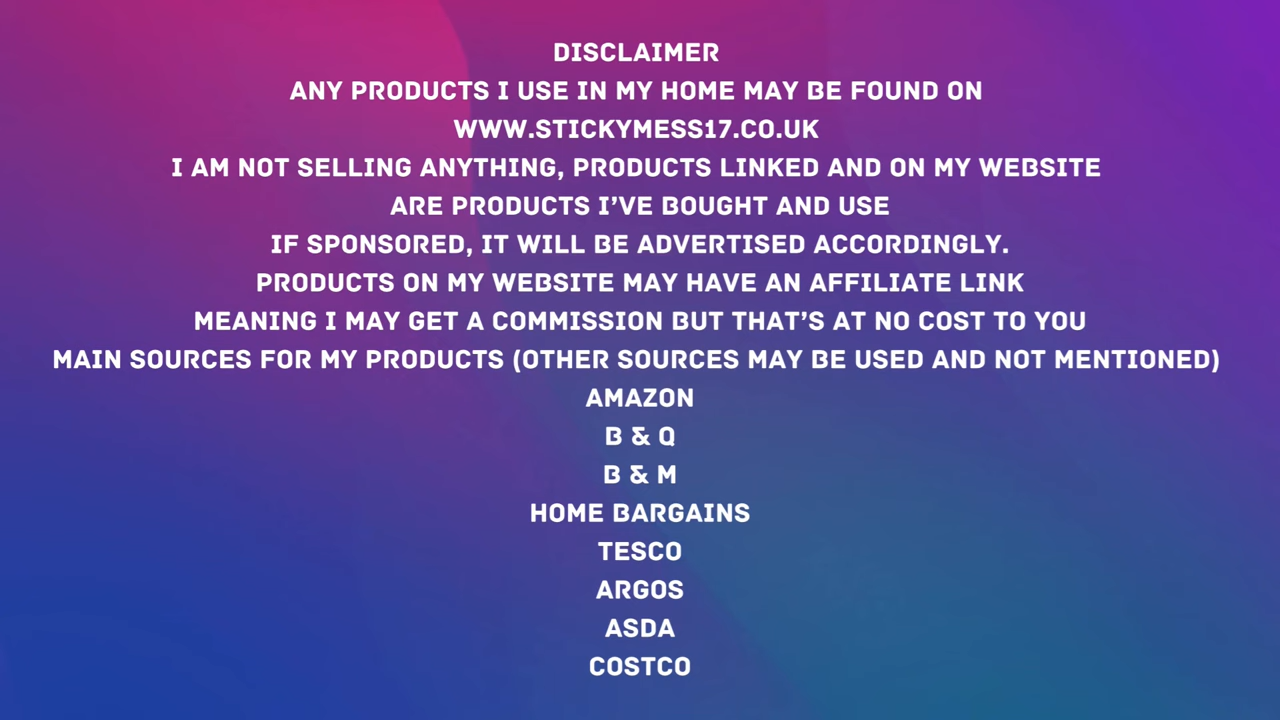 DISCLAIMER
ANY PRODUCTS I USE IN MY HOME MAY BE FOUND ON
WWW.STICKYMESS17.CO.UK
I AM NOT SELLING ANYTHING, PRODUCTS LINKED AND ON MY WEBSITE
ARE PRODUCTS I'VE BOUGHT AND USE
IF SPONSORED, IT WILL BE ADVERTISED ACCORDINGLY.
PRODUCTS ON MY WEBSITE MAY HAVE AN AFFILIATE LINK
MEANING I MAY GET A COMMISSION BUT THAT'S AT NO COST TO YOU
MAIN SOURCES FOR MY PRODUCTS (OTHER SOURCES MAY BE USED AND NOT MENTIONED)
AMAZON
B & Q
B & M
HOME BARGAINS
TESCO
ARGOS
ASDA
COSTCO